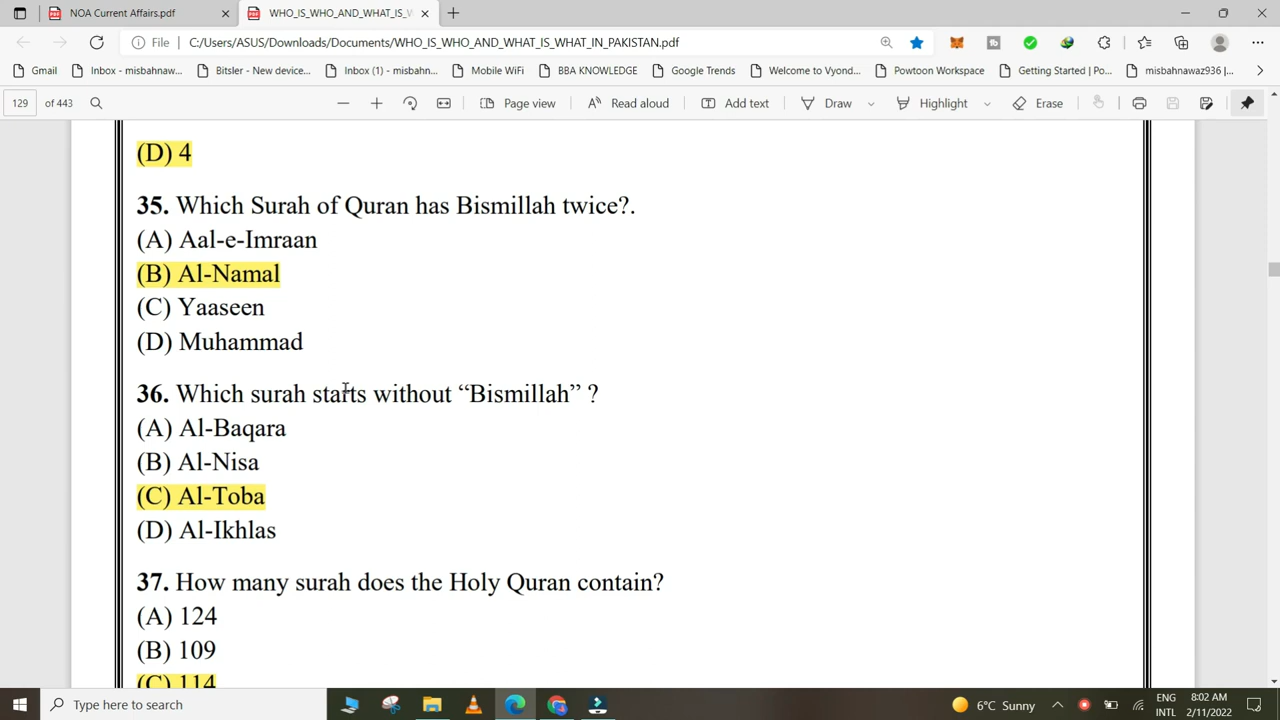 NOA Current Affairs.pdf
WHO_IS_WHO_AND_WHAT_IS_W
File C:/Users/ASUS/Downloads/Documents/WHO_IS_WHO_AND_WHAT_IS_WHAT_IN_PAKISTAN.pdf
Gmail Inbox - misbahnaw... Bitsler - New device... Inbox (1) - misbahn... Mobile WiFi BBA KNOWLEDGE Google Trends Welcome to Vyond... Powtoon Workspace Getting Started | Po... misbahnawaz936 |...
129 of 443 Page view Read aloud Add text Draw Highlight Erase
(D) 4
35. Which Surah of Quran has Bismillah twice?.
(A) Aal-e-Imraan
(B) Al-Namal
(C) Yaaseen
(D) Muhammad
36. Which surah starts without “Bismillah” ?
(A) Al-Baqara
(B) Al-Nisa
(C) Al-Toba
(D) Al-Ikhlas
37. How many surah does the Holy Quran contain?
(A) 124
(B) 109
(C) 114
Type here to search
6°C Sunny
ENG
INTL
8:02 AM
2/11/2022